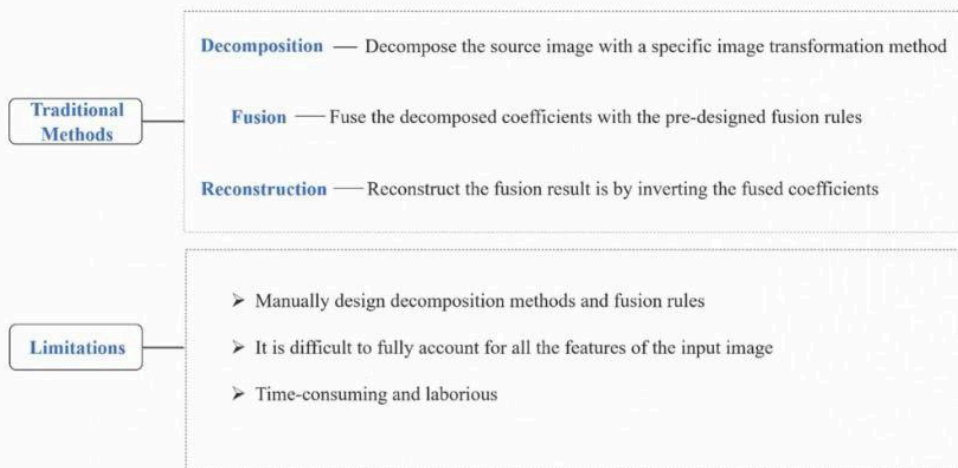 Traditional
Methods
Decomposition — Decompose the source image with a specific image transformation method
Fusion — Fuse the decomposed coefficients with the pre-designed fusion rules
Reconstruction — Reconstruct the fusion result is by inverting the fused coefficients
Limitations
➢ Manually design decomposition methods and fusion rules
➢ It is difficult to fully account for all the features of the input image
➢ Time-consuming and laborious